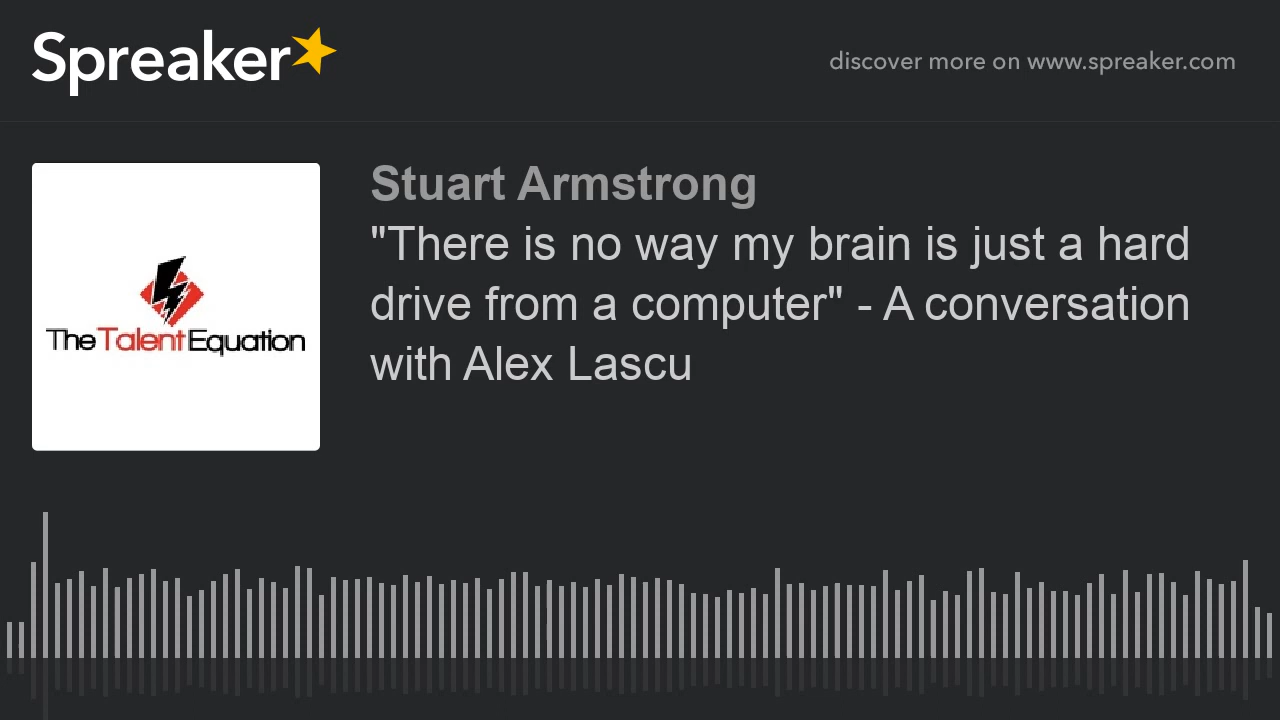 Spreaker
discover more on www.spreaker.com
The Talent Equation
Stuart Armstrong
"There is no way my brain is just a hard
drive from a computer" - A conversation
with Alex Lascu